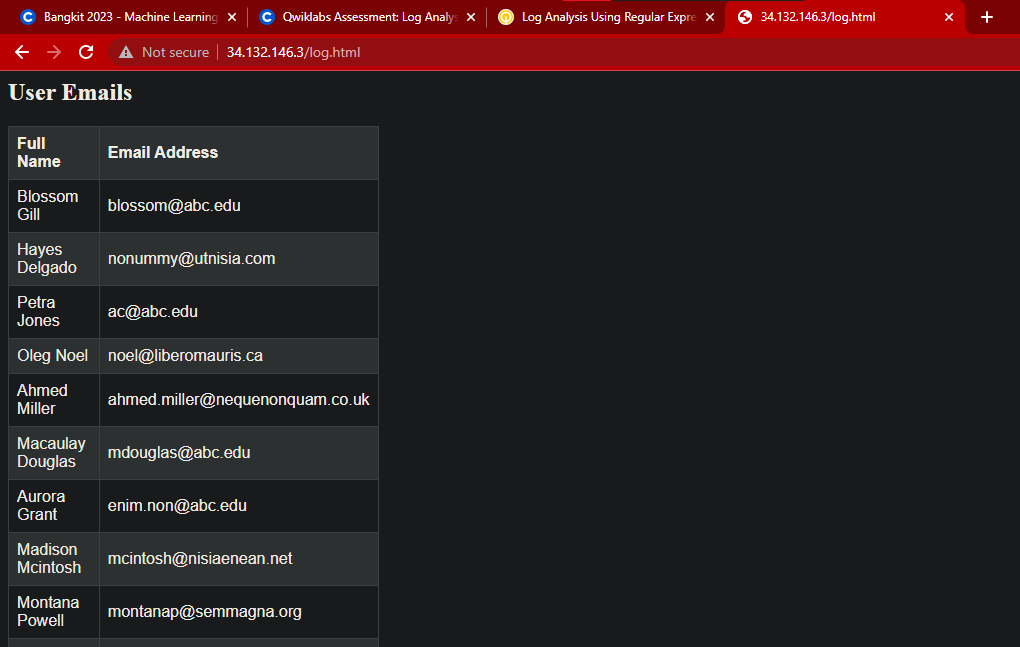 Bangkit 2023 - Machine Learning
Qwiklabs Assessment: Log Analys
Log Analysis Using Regular Expre
34.132.146.3/log.html
Not secure
34.132.146.3/log.html
User Emails
Full
Name
Email Address
Blossom
Gill
blossom@abc.edu
Hayes
Delgado
nonummy@utnisia.com
Petra
Jones
ac@abc.edu
Oleg Noel
noel@liberomauris.ca
Ahmed
Miller
ahmed.miller@nequenonquam.co.uk
Macaulay
Douglas
mdouglas@abc.edu
Aurora
Grant
enim.non@abc.edu
Madison
Mcintosh
mcintosh@nisiaenean.net
Montana
Powell
montanap@semmagna.org